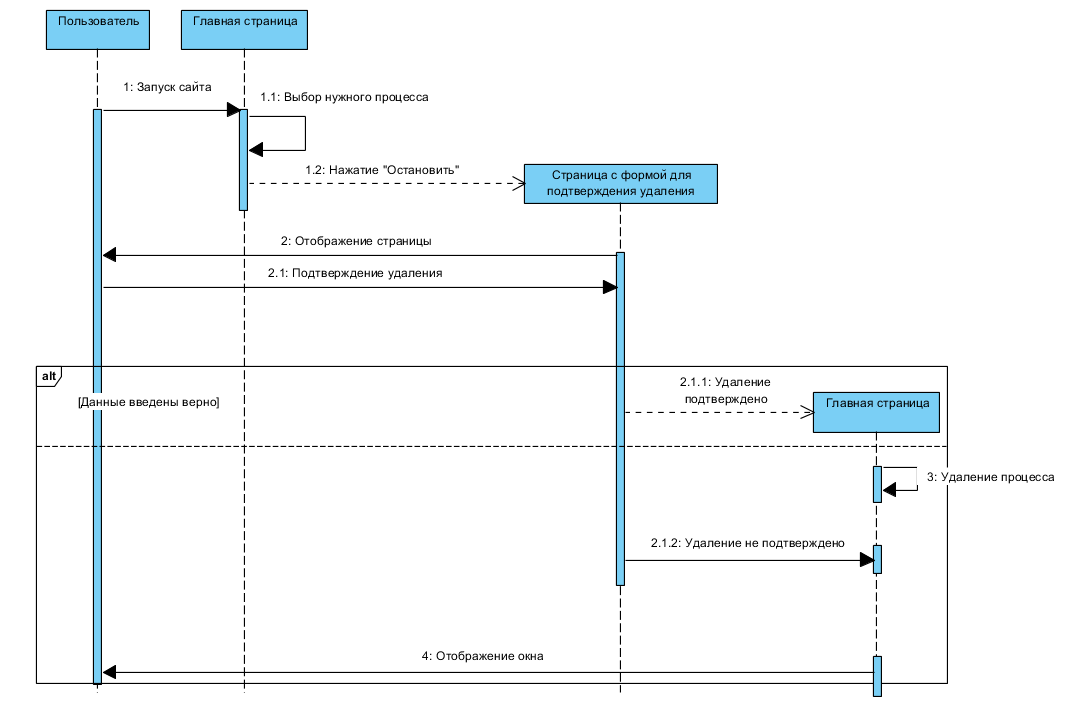 Пользователь
Главная страница
1: Запуск сайта
1.1: Выбор нужного процесса
1.2: Нажатие "Остановить"
Страница с формой для
подтверждения удаления
2: Отображение страницы
2.1: Подтверждение удаления
alt
[Данные введены верно]
2.1.1: Удаление
подтверждено
Главная страница
3: Удаление процесса
2.1.2: Удаление не подтверждено
4: Отображение окна